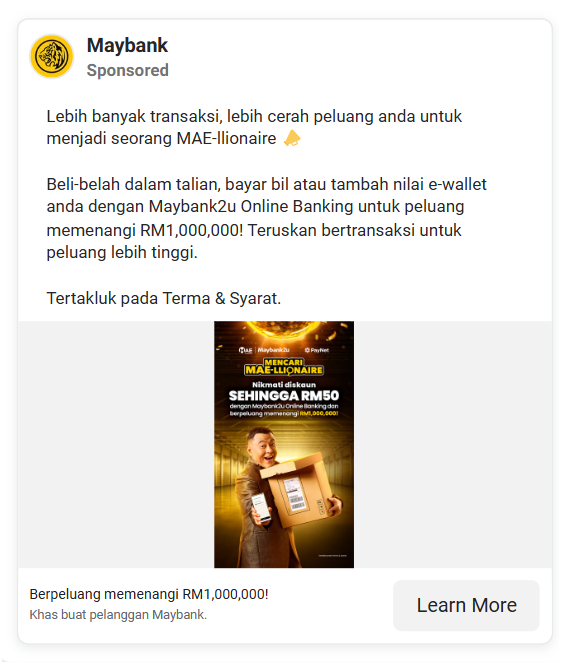 Maybank
Sponsored
Lebih banyak transaksi, lebih cerah peluang anda untuk
menjadi seorang MAE-llionaire
Beli-belah dalam talian, bayar bil atau tambah nilai e-wallet
anda dengan Maybank2u Online Banking untuk peluang
memenangi RM1,000,000! Teruskan bertransaksi untuk
peluang lebih tinggi.
Tertakluk pada Terma & Syarat.
MAE | Maybank2u PayNet
MENCARI
MAE-LLIONAIRE
Nikmati diskaun
SEHINGGA RM50
dengan Maybank2u Online Banking dan
berpeluang memenangi RM1,000,000!
Berpeluang memenangi RM1,000,000!
Khas buat pelanggan Maybank.
Learn More